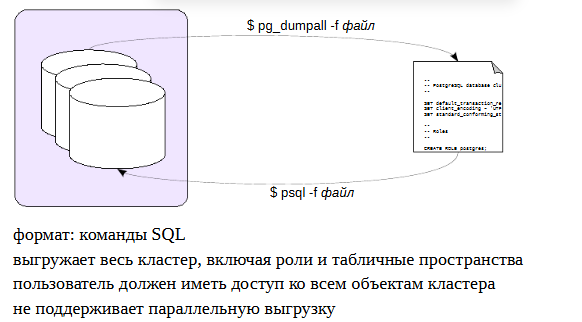 $ pg_dumpall -f файл
--
-- PostgreSQL database clu
--
SET default_transaction_re
SET client_encoding = 'UTF
SET standard_conforming_st
--
-- Roles
--
CREATE ROLE postgres;
$ psql -f файл
формат: команды SQL
выгружает весь кластер, включая роли и табличные пространства
пользователь должен иметь доступ ко всем объектам кластера
не поддерживает параллельную выгрузку